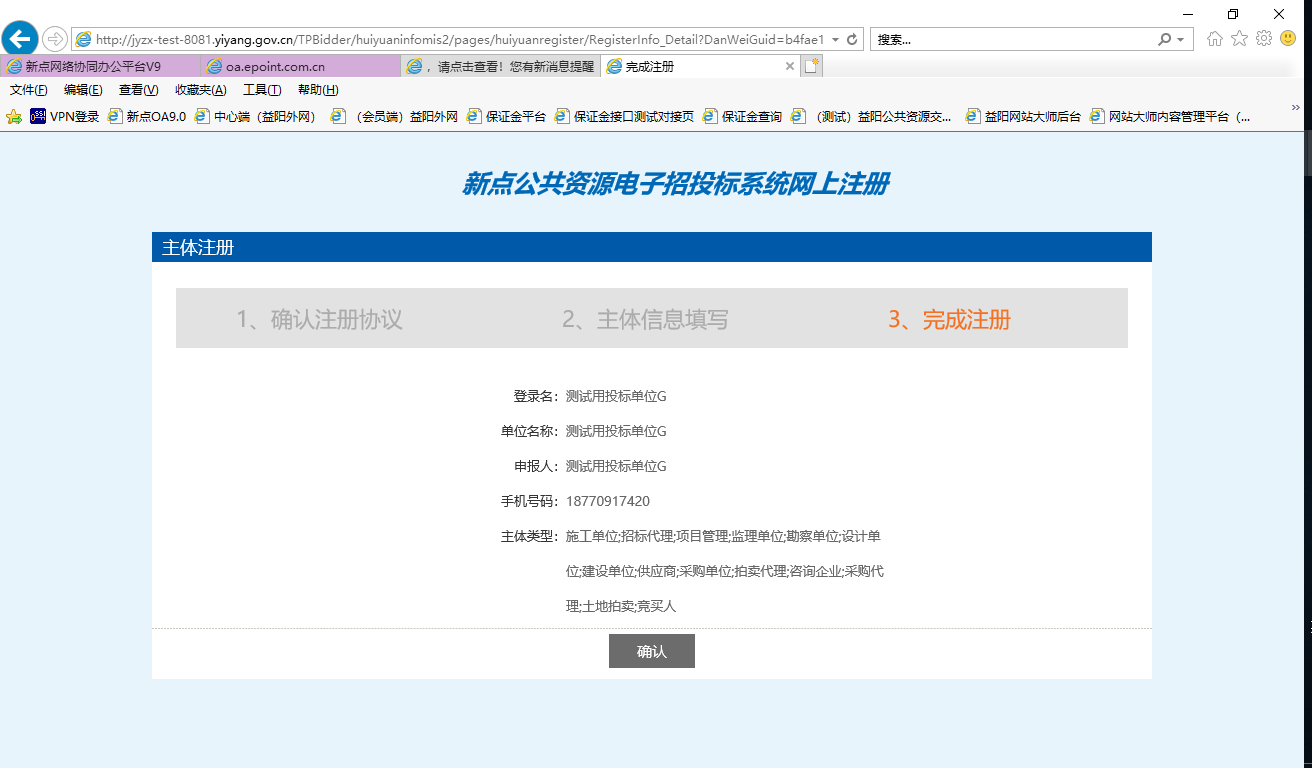 http://jyzx-test-8081.yiyang.gov.cn/TPBidder/huiyuaninfomis2/pages/huiyuanregister/RegisterInfo_Detail?DanWeiGuid=b4fae1
搜索...
新点网络协同办公平台V9
oa.epoint.com.cn
，请点击查看！您有新消息提醒
完成注册
文件(F) 编辑(E) 查看(V) 收藏夹(A) 工具(T) 帮助(H)
VPN登录 新点OA9.0 中心端（益阳外网） （会员端）益阳外网 保证金平台 保证金接口测试对接页 保证金查询 （测试）益阳公共资源交... 益阳网站大师后台 网站大师内容管理平台（... »
新点公共资源电子招投标系统网上注册
主体注册
1、确认注册协议 2、主体信息填写 3、完成注册
登录名：测试用投标单位G
单位名称：测试用投标单位G
申报人：测试用投标单位G
手机号码：18770917420
主体类型：施工单位;招标代理;项目管理;监理单位;勘察单位;设计单
位;建设单位;供应商;采购单位;拍卖代理;咨询企业;采购代
理;土地拍卖;竞买人
确认